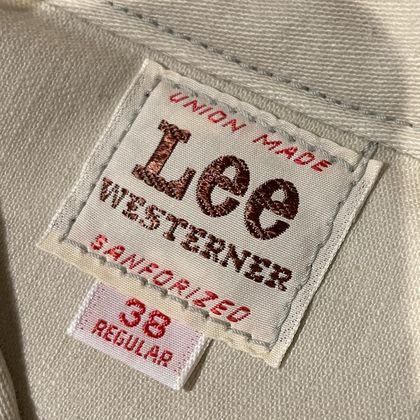 UNION MADE
Lee
WESTERNER
SANFORIZED
38
REGULAR